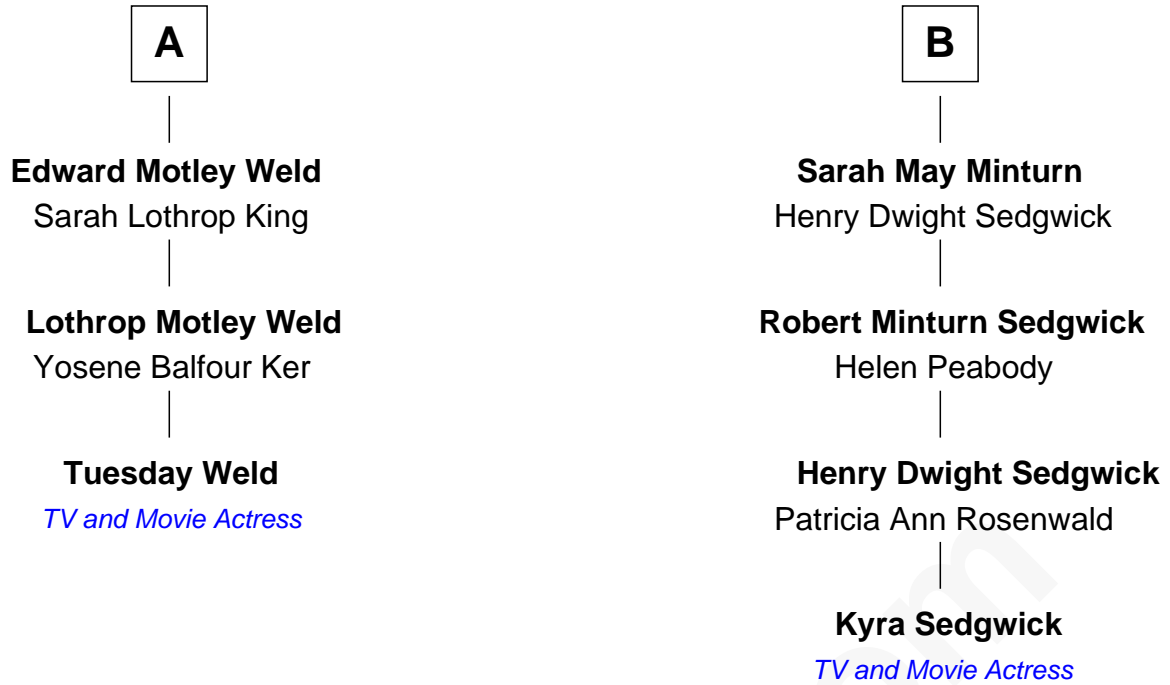 A
Edward Motley Weld
Sarah Lothrop King
Lothrop Motley Weld
Yosene Balfour Ker
Tuesday Weld
TV and Movie Actress
B
Sarah May Minturn
Henry Dwight Sedgwick
Robert Minturn Sedgwick
Helen Peabody
Henry Dwight Sedgwick
Patricia Ann Rosenwald
Kyra Sedgwick
TV and Movie Actress